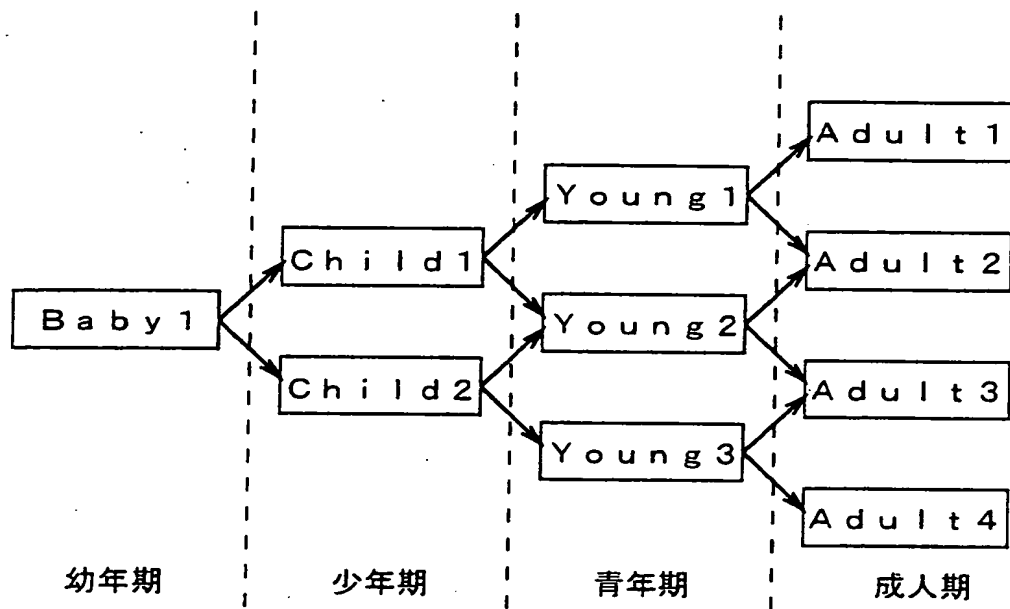 Adult1
Young1
Child1
Adult2
Baby1
Young2
Child2
Adult3
Young3
Adult4
幼年期 少年期 青年期 成人期